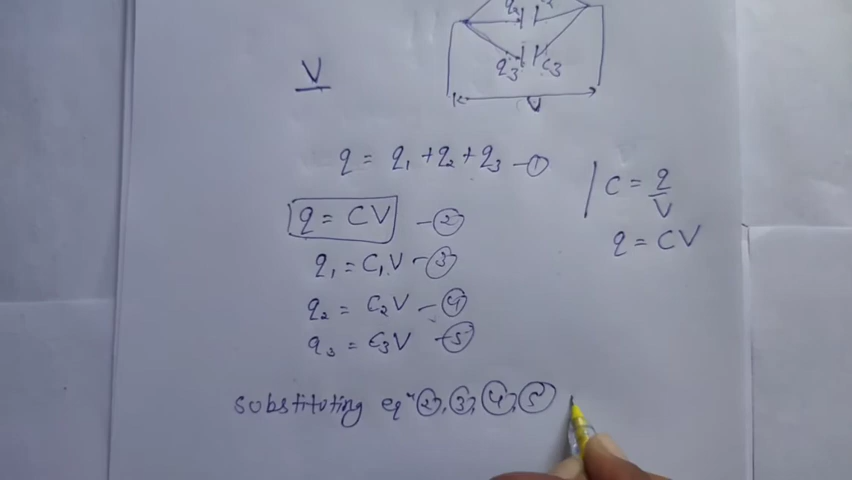 q3 C3
V
V
q = q1 + q2 + q3 —①
C = q/V
q = CV —②
q = CV
q1 = C1V —③
q2 = C2V —④
q3 = C3V —⑤
substituting eqn ②, ③, ④, ⑤